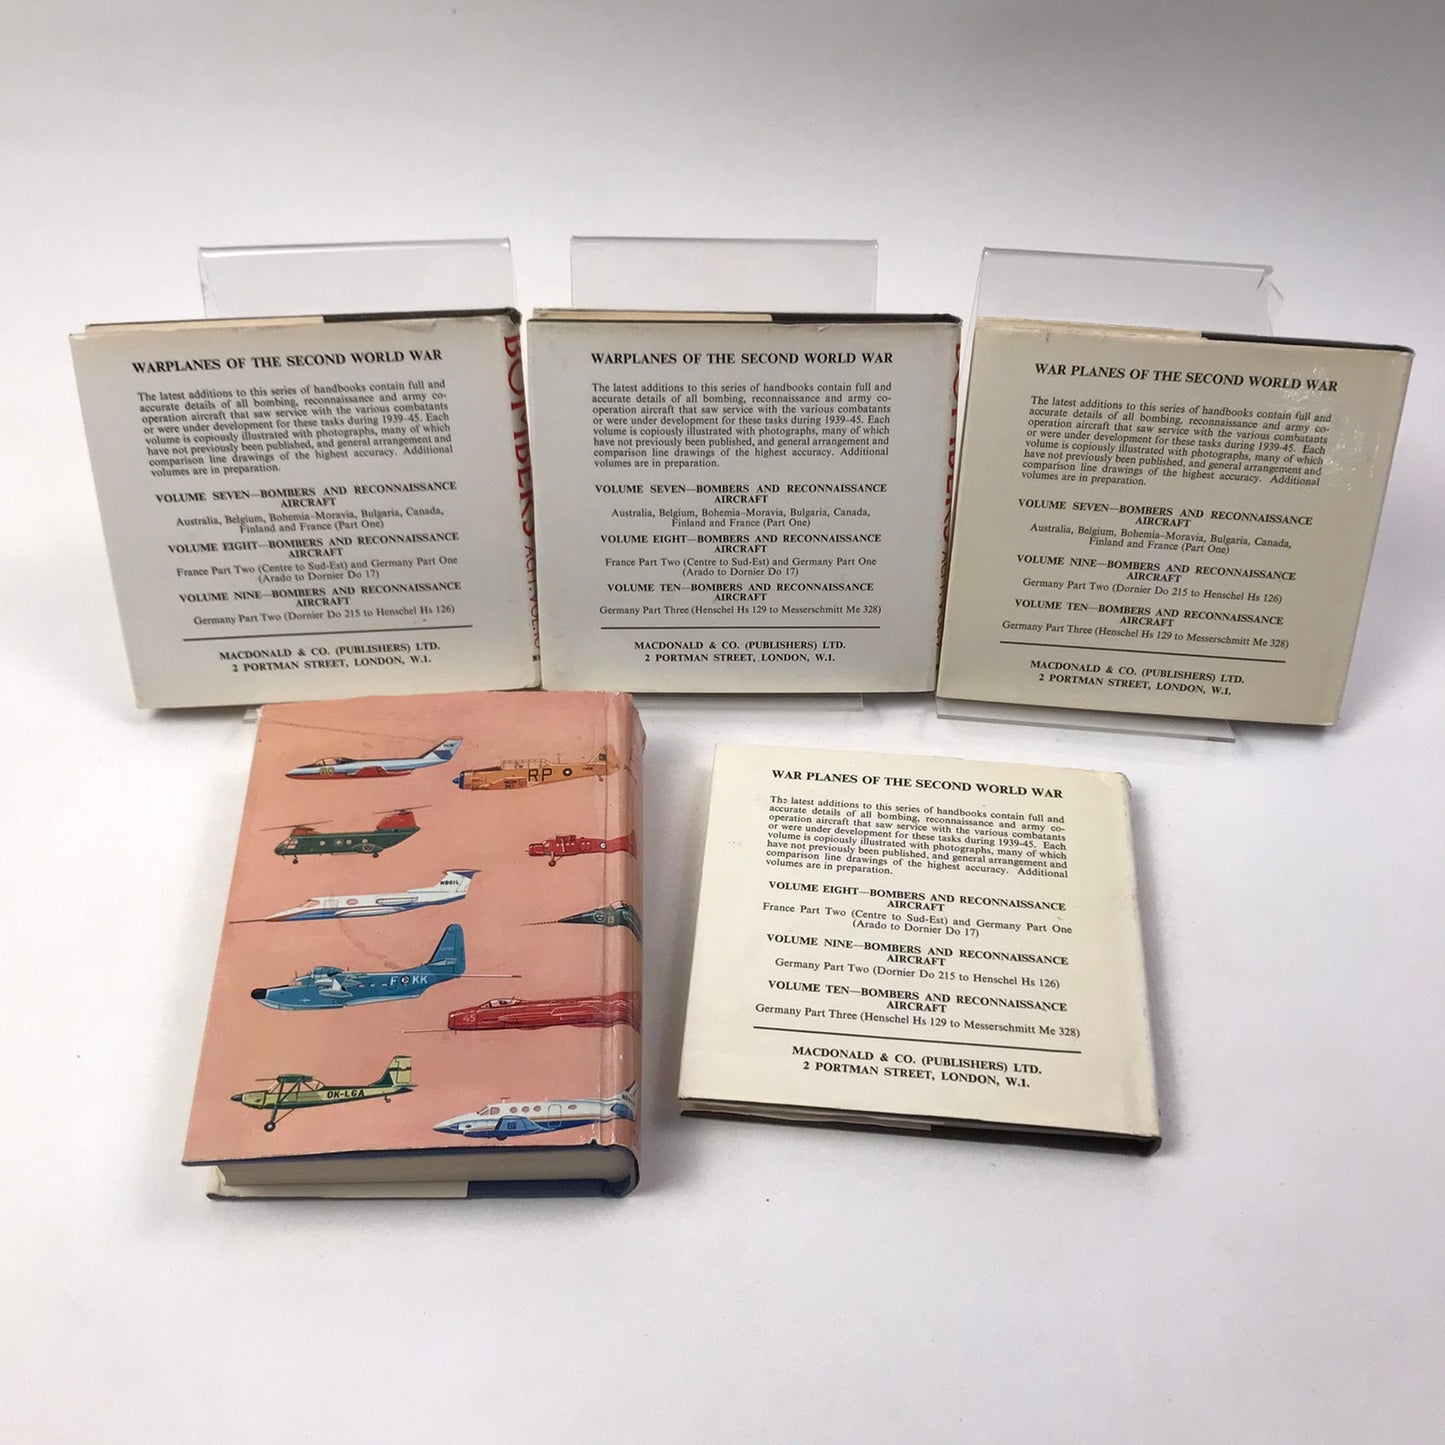 WARPLANES OF THE SECOND WORLD WAR
The latest additions to this series of handbooks contain full and
accurate details of all bombing, reconnaissance and army co-
operation aircraft that saw service with the various combatants
or were under development for these tasks during 1939-45. Each
volume is copiously illustrated with photographs, many of which
have not previously been published, and general arrangement and
comparison line drawings of the highest accuracy. Additional
volumes are in preparation.
VOLUME SEVEN—BOMBERS AND RECONNAISSANCE
AIRCRAFT
Australia, Belgium, Bohemia-Moravia, Bulgaria, Canada,
Finland and France (Part One)
VOLUME EIGHT—BOMBERS AND RECONNAISSANCE
AIRCRAFT
France Part Two (Centre to Sud-Est) and Germany Part One
(Arado to Dornier Do 17)
VOLUME NINE—BOMBERS AND RECONNAISSANCE
AIRCRAFT
Germany Part Two (Dornier Do 215 to Henschel Hs 126)
MACDONALD & CO. (PUBLISHERS) LTD.
2 PORTMAN STREET, LONDON, W.1.
BOMBERS
WARPLANES OF THE SECOND WORLD WAR
The latest additions to this series of handbooks contain full and
accurate details of all bombing, reconnaissance and army co-
operation aircraft that saw service with the various combatants
or were under development for these tasks during 1939-45. Each
volume is copiously illustrated with photographs, many of which
have not previously been published, and general arrangement and
comparison line drawings of the highest accuracy. Additional
volumes are in preparation.
VOLUME SEVEN—BOMBERS AND RECONNAISSANCE
AIRCRAFT
Australia, Belgium, Bohemia-Moravia, Bulgaria, Canada,
Finland and France (Part One)
VOLUME EIGHT—BOMBERS AND RECONNAISSANCE
AIRCRAFT
France Part Two (Centre to Sud-Est) and Germany Part One
(Arado to Dornier Do 17)
VOLUME TEN—BOMBERS AND RECONNAISSANCE
AIRCRAFT
Germany Part Three (Henschel Hs 129 to Messerschmitt Me 328)
MACDONALD & CO. (PUBLISHERS) LTD.
2 PORTMAN STREET, LONDON, W.1.
WAR PLANES OF THE SECOND WORLD WAR
The latest additions to this series of handbooks contain full and
accurate details of all bombing, reconnaissance and army co-
operation aircraft that saw service with the various combatants
or were under development for these tasks during 1939-45. Each
volume is copiously illustrated with photographs, many of which
have not previously been published, and general arrangement and
comparison line drawings of the highest accuracy. Additional
volumes are in preparation.
VOLUME SEVEN—BOMBERS AND RECONNAISSANCE
AIRCRAFT
Australia, Belgium, Bohemia-Moravia, Bulgaria, Canada,
Finland and France (Part One)
VOLUME NINE—BOMBERS AND RECONNAISSANCE
AIRCRAFT
Germany Part Two (Dornier Do 215 to Henschel Hs 126)
VOLUME TEN—BOMBERS AND RECONNAISSANCE
AIRCRAFT
Germany Part Three (Henschel Hs 129 to Messerschmitt Me 328)
MACDONALD & CO. (PUBLISHERS) LTD.
2 PORTMAN STREET, LONDON, W.1.
RP
N801L
13
F KK
45
OK-LGA
WAR PLANES OF THE SECOND WORLD WAR
The latest additions to this series of handbooks contain full and
accurate details of all bombing, reconnaissance and army co-
operation aircraft that saw service with the various combatants
or were under development for these tasks during 1939-45. Each
volume is copiously illustrated with photographs, many of which
have not previously been published, and general arrangement and
comparison line drawings of the highest accuracy. Additional
volumes are in preparation.
VOLUME EIGHT—BOMBERS AND RECONNAISSANCE
AIRCRAFT
France Part Two (Centre to Sud-Est) and Germany Part One
(Arado to Dornier Do 17)
VOLUME NINE—BOMBERS AND RECONNAISSANCE
AIRCRAFT
Germany Part Two (Dornier Do 215 to Henschel Hs 126)
VOLUME TEN—BOMBERS AND RECONNAISSANCE
AIRCRAFT
Germany Part Three (Henschel Hs 129 to Messerschmitt Me 328)
MACDONALD & CO. (PUBLISHERS) LTD.
2 PORTMAN STREET, LONDON, W.1.